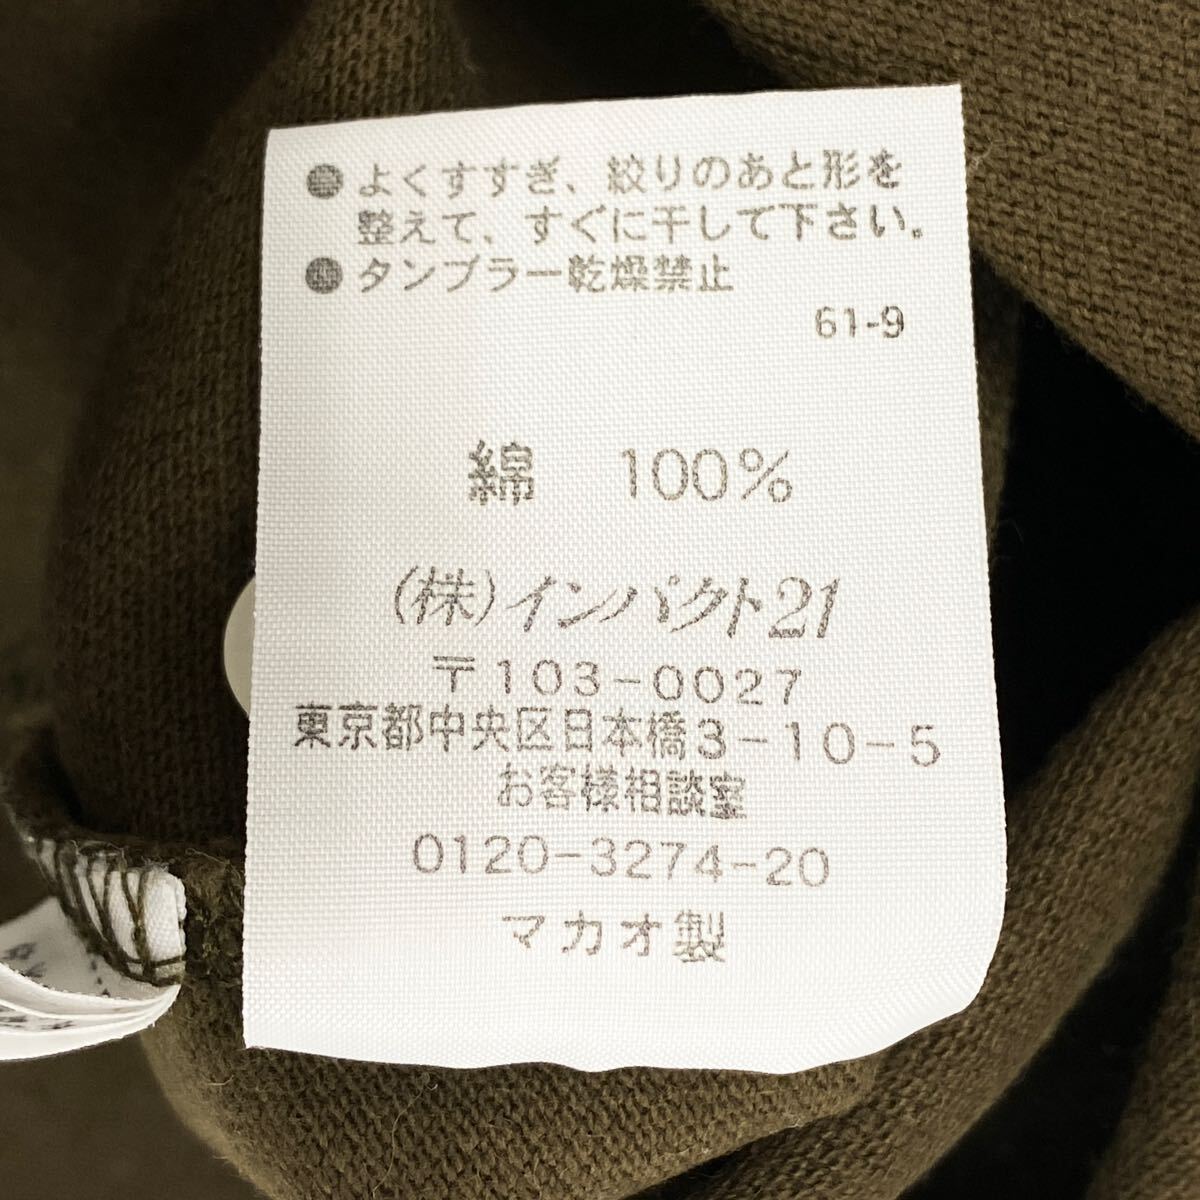 ●よくすすぎ、絞りのあと形を
整えて、すぐに干して下さい。
●タンブラー乾燥禁止
61-9
綿 100%
(株)インパクト21
〒103-0027
東京都中央区日本橋3-10-5
お客様相談室
0120-3274-20
マカオ製